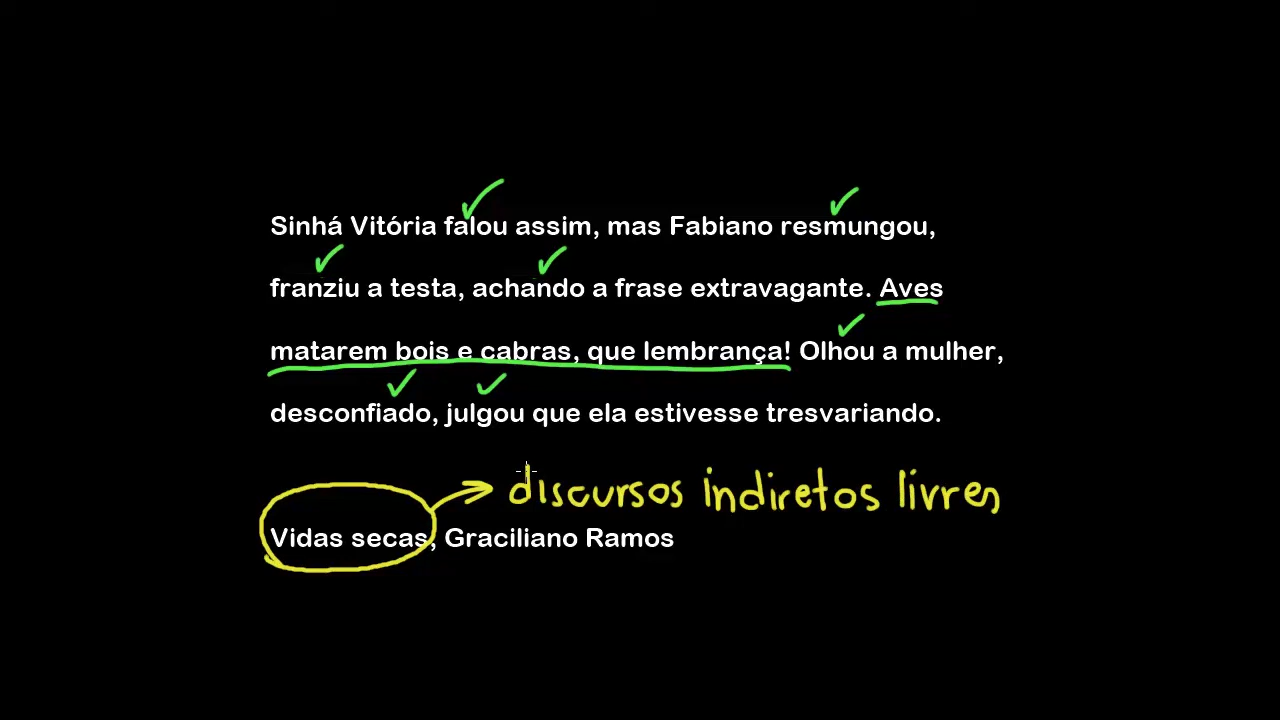 Sinhá Vitória falou assim, mas Fabiano resmungou,
franziu a testa, achando a frase extravagante. Aves
matarem bois e cabras, que lembrança! Olhou a mulher,
desconfiado, julgou que ela estivesse tresvariando.
discursos indiretos livres
Vidas secas, Graciliano Ramos